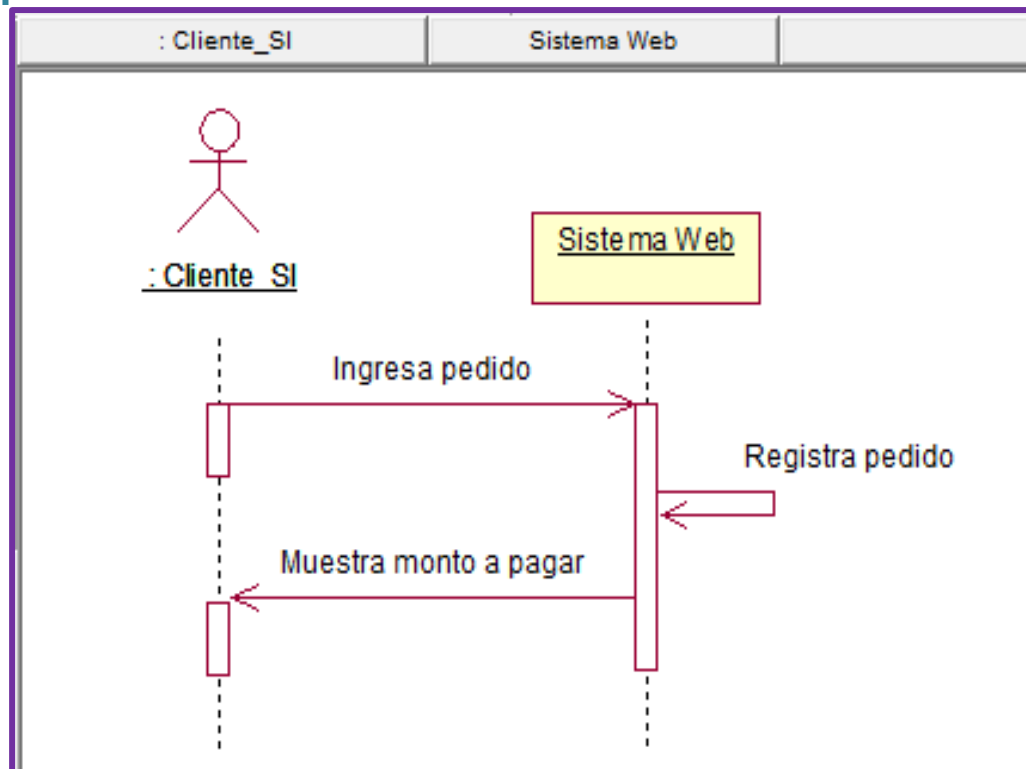 : Cliente_SI
Sistema Web
: Cliente_SI
Sistema Web
Ingresa pedido
Registra pedido
Muestra monto a pagar